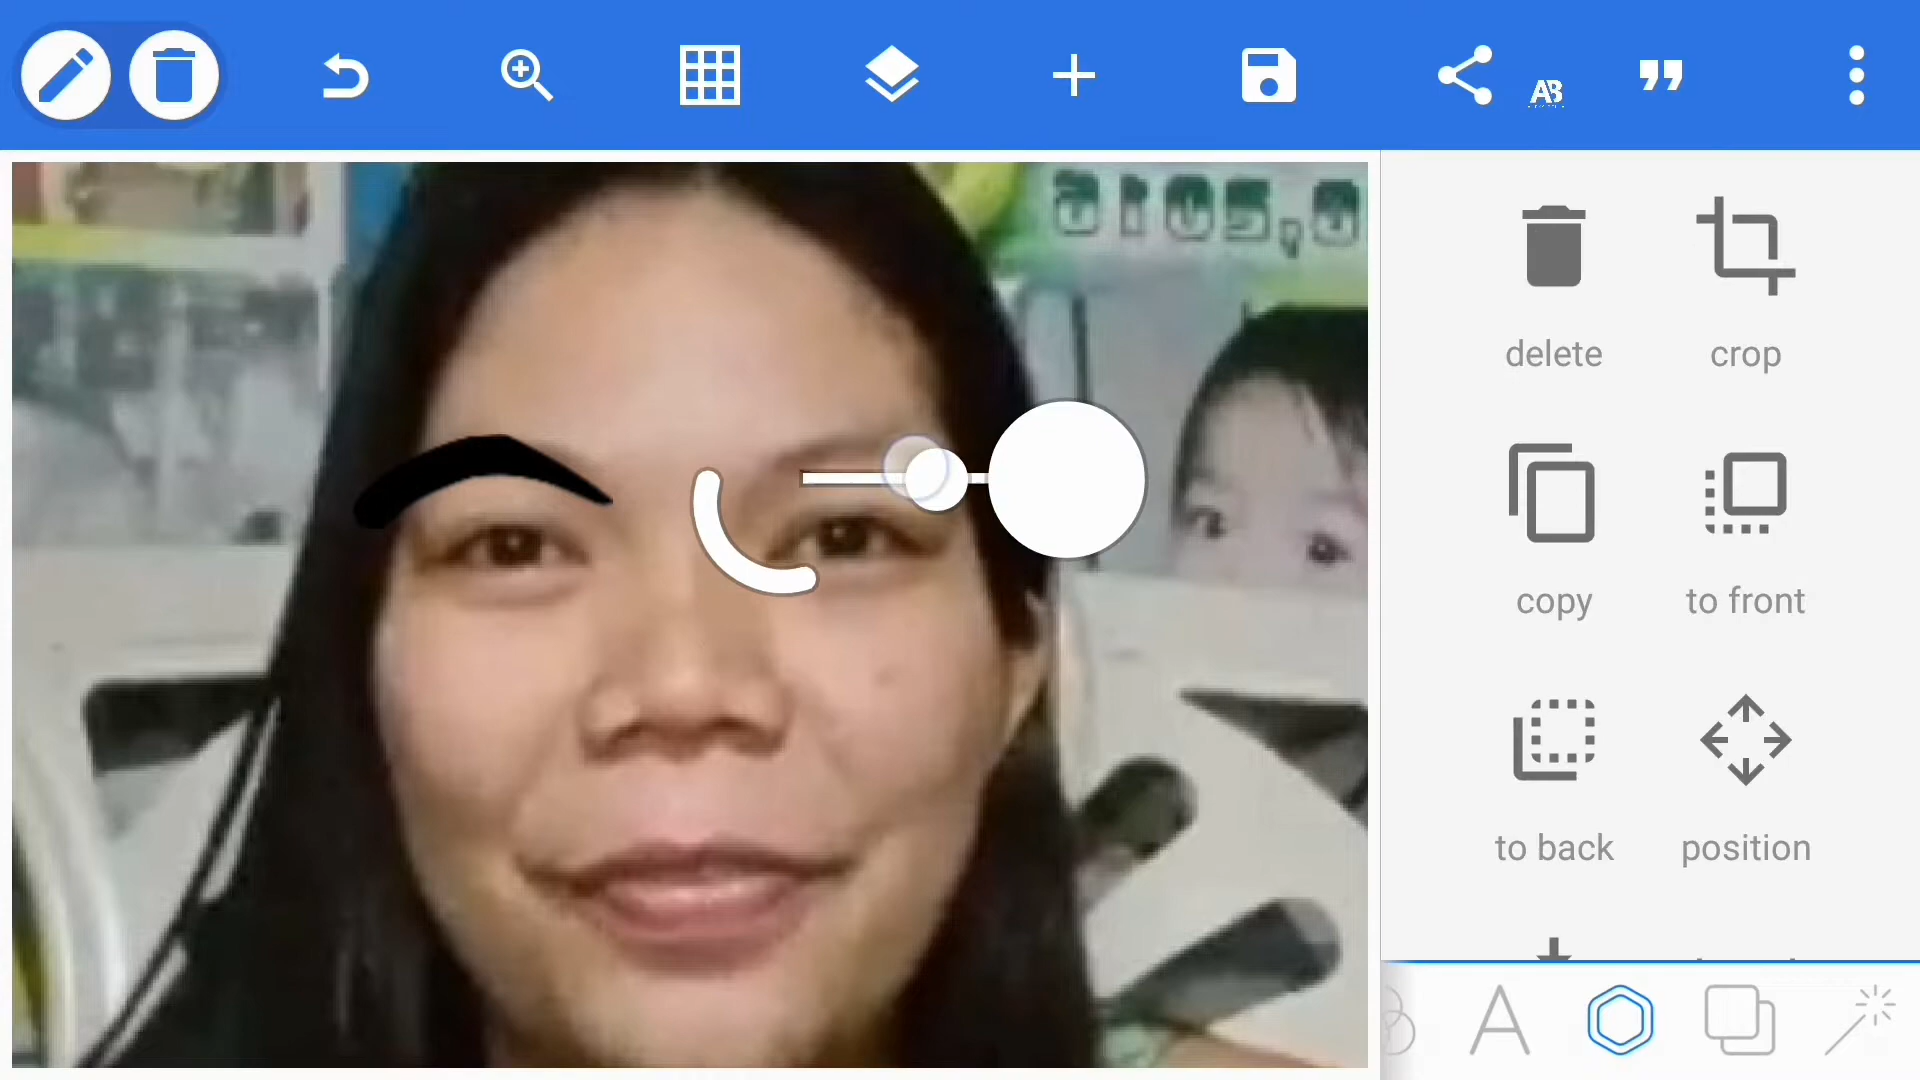 AB
delete
crop
copy
to front
to back
position
A